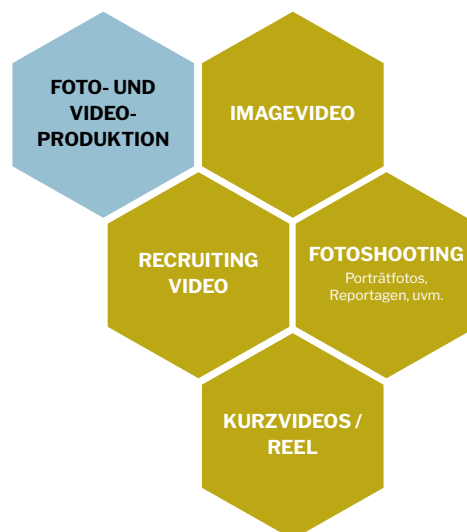 FOTO- UND
VIDEO-
PRODUKTION
IMAGEVIDEO
RECRUITING
VIDEO
FOTOSHOOTING
Porträtfotos,
Reportagen, uvm.
KURZVIDEOS /
REEL